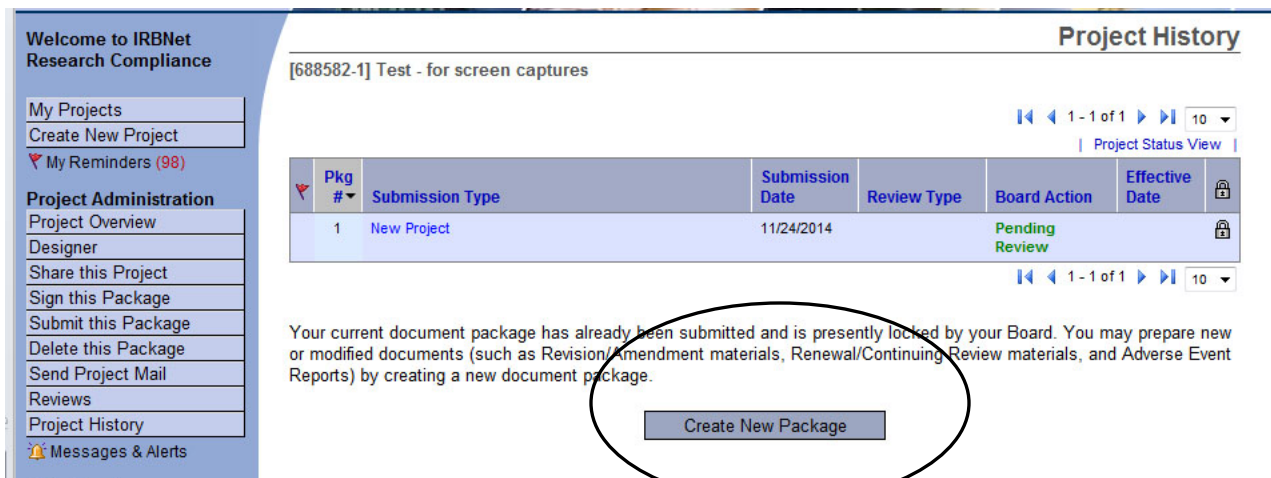 Welcome to IRBNet
Research Compliance
My Projects
Create New Project
My Reminders (98)
Project Administration
Project Overview
Designer
Share this Project
Sign this Package
Submit this Package
Delete this Package
Send Project Mail
Reviews
Project History
Messages & Alerts
Project History
[688582-1] Test - for screen captures
1 - 1 of 1 10
| Project Status View |
Pkg # Submission Type Submission Date Review Type Board Action Effective Date
1 New Project 11/24/2014 Pending Review
1 - 1 of 1 10
Your current document package has already been submitted and is presently locked by your Board. You may prepare new
or modified documents (such as Revision/Amendment materials, Renewal/Continuing Review materials, and Adverse Event
Reports) by creating a new document package.
Create New Package